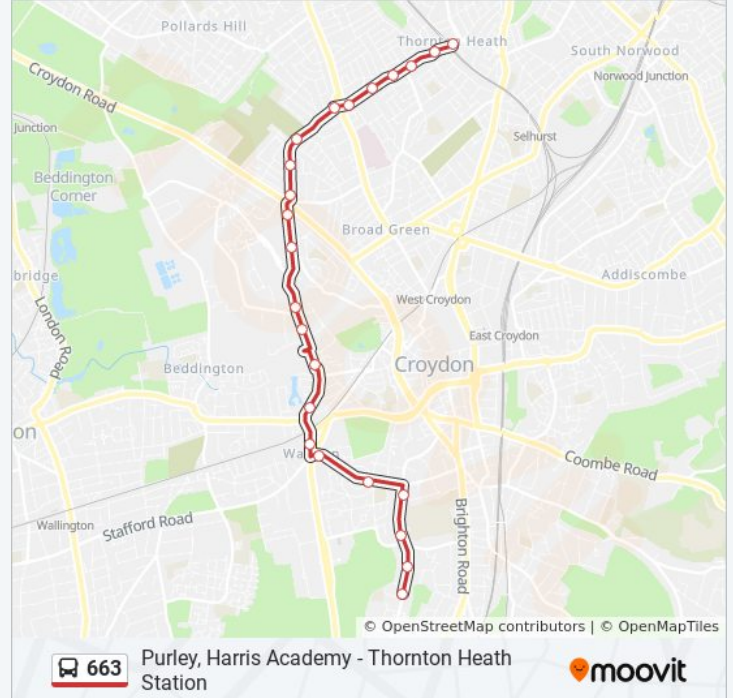 Pollards Hill
Thornton Heath
South Norwood
Norwood Junction
Croydon Road
Junction
Selhurst
Beddington
Corner
Broad Green
bridge
Addiscombe
West Croydon
London Road
East Croydon
Beddington
Croydon
on
Coombe Road
Wallington
Stafford Road
Brighton Road
© OpenStreetMap contributors | © OpenMapTiles
663
Purley, Harris Academy - Thornton Heath
Station
moovit